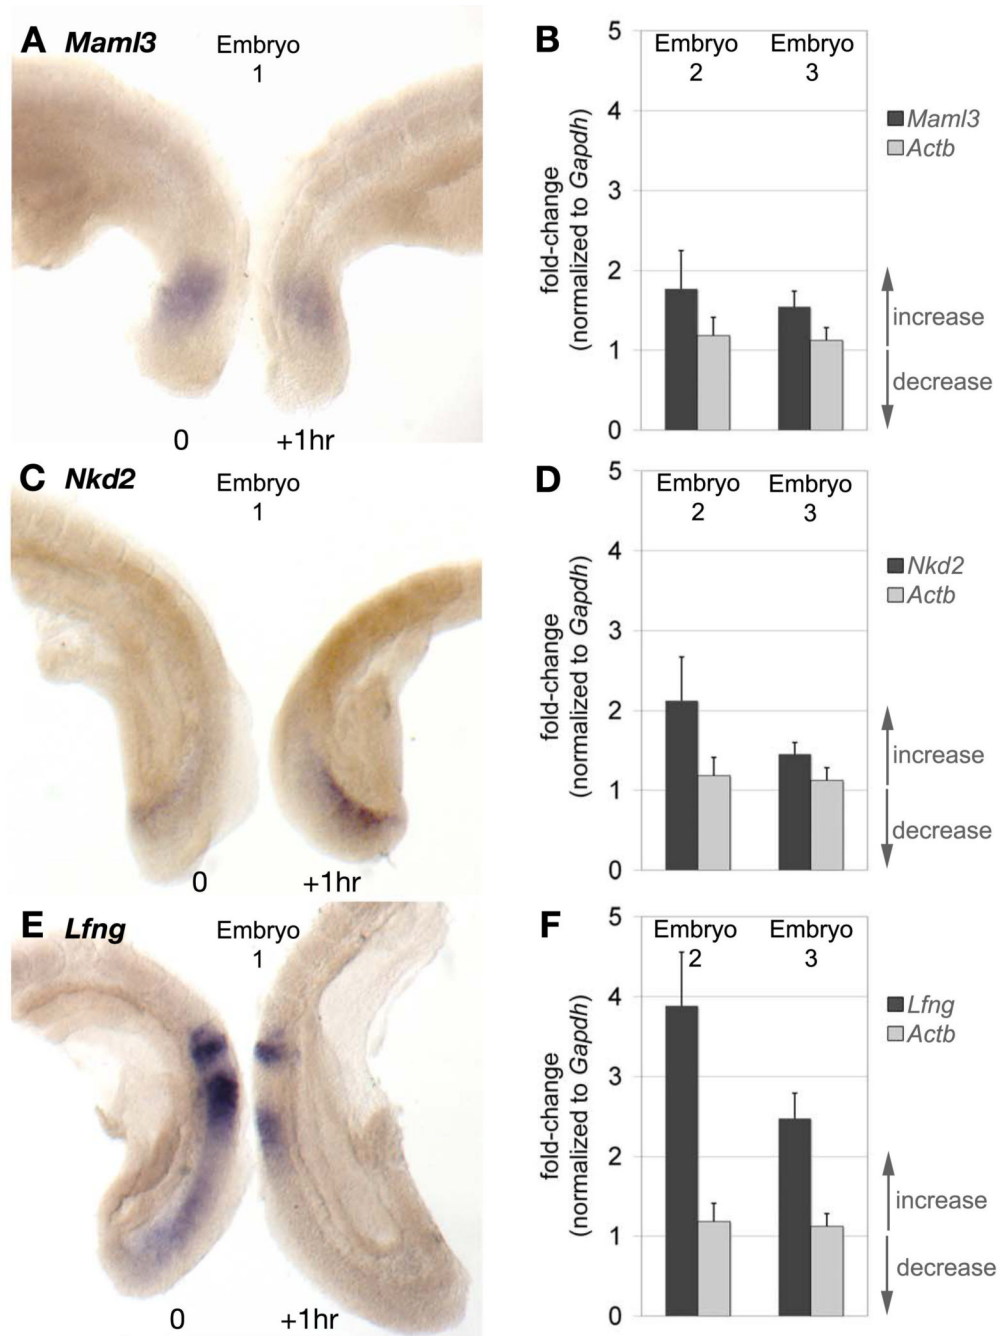 A Maml3
Embryo
1
0
+1hr
B
5
4
3
2
1
0
fold-change
(normalized to Gapdh)
Embryo
2
Embryo
3
Maml3
Actb
increase
decrease
C Nkd2
Embryo
1
0
+1hr
D
5
4
3
2
1
0
fold-change
(normalized to Gapdh)
Embryo
2
Embryo
3
Nkd2
Actb
increase
decrease
E Lfng
Embryo
1
0
+1hr
F
5
4
3
2
1
0
fold-change
(normalized to Gapdh)
Embryo
2
Embryo
3
Lfng
Actb
increase
decrease